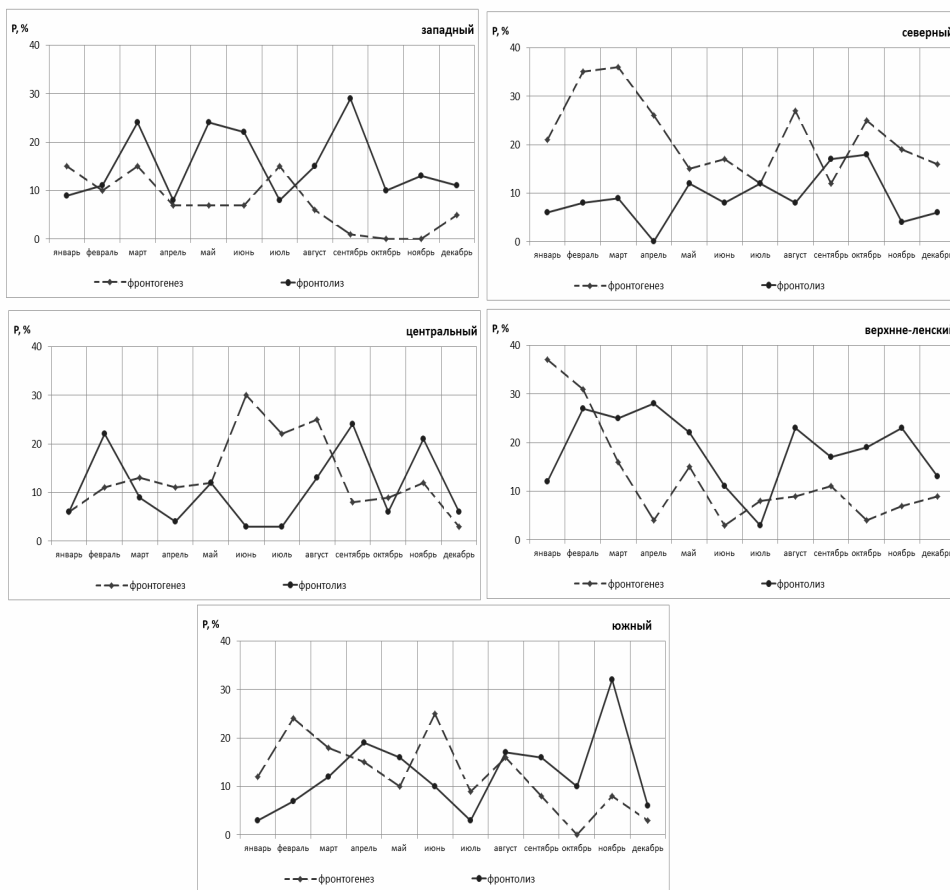 P, % западный
40
30
20
10
0
январь февраль март апрель май июнь июль август сентябрь октябрь ноябрь декабрь
фронтогенез фронтолиз
P, % северный
40
30
20
10
0
январь февраль март апрель май июнь июль август сентябрь октябрь ноябрь декабрь
фронтогенез фронтолиз
P, % центральный
40
30
20
10
0
январь февраль март апрель май июнь июль август сентябрь октябрь ноябрь декабрь
фронтогенез фронтолиз
P, % верхнне-ленский
40
30
20
10
0
январь февраль март апрель май июнь июль август сентябрь октябрь ноябрь декабрь
фронтогенез фронтолиз
P, % южный
40
30
20
10
0
январь февраль март апрель май июнь июль август сентябрь октябрь ноябрь декабрь
фронтогенез фронтолиз